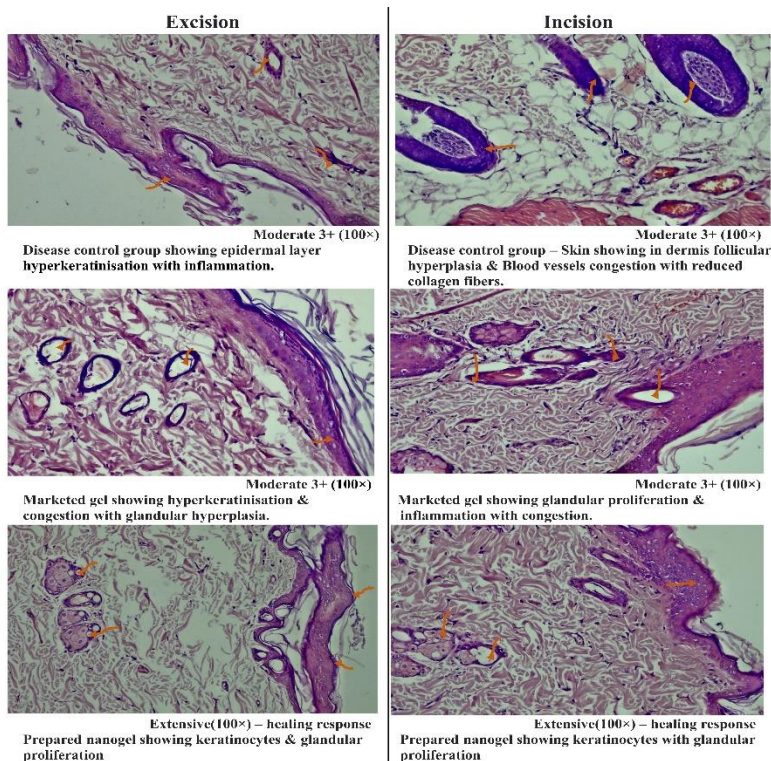 Excision
Moderate 3+ (100×)
Disease control group showing epidermal layer
hyperkeratinisation with inflammation.
Moderate 3+ (100×)
Marketed gel showing hyperkeratinisation &
congestion with glandular hyperplasia.
Extensive(100×) – healing response
Prepared nanogel showing keratinocytes & glandular
proliferation
Incision
Moderate 3+ (100×)
Disease control group – Skin showing in dermis follicular
hyperplasia & Blood vessels congestion with reduced
collagen fibers.
Moderate 3+ (100×)
Marketed gel showing glandular proliferation &
inflammation with congestion.
Extensive(100×) – healing response
Prepared nanogel showing keratinocytes with glandular
proliferation